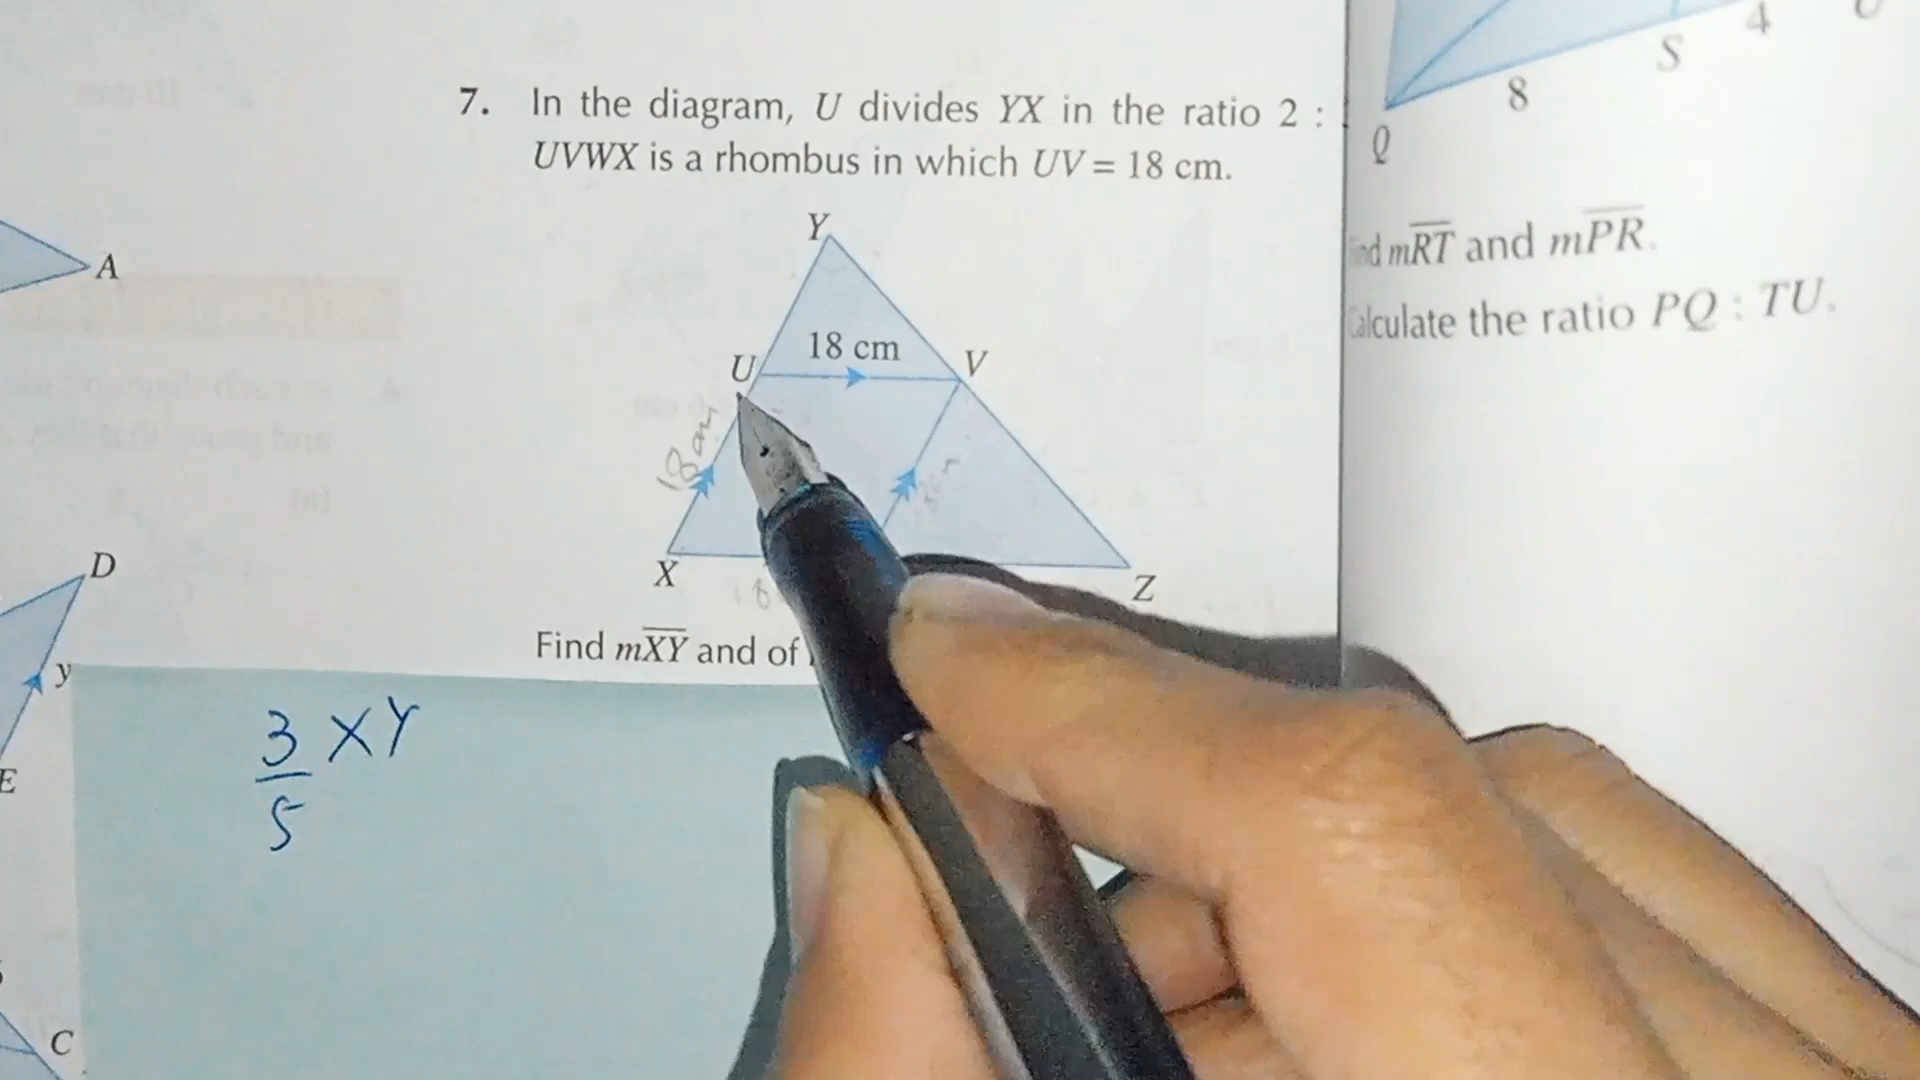 7. In the diagram, U divides YX in the ratio 2 :
UVWX is a rhombus in which UV = 18 cm.
Y
18 cm
U
V
18 cm
X
Z
18
Find mXY and of
3/5 XY
A
D
y
E
C
4
S
8
Q
mRT and mPR.
the ratio PQ : TU.